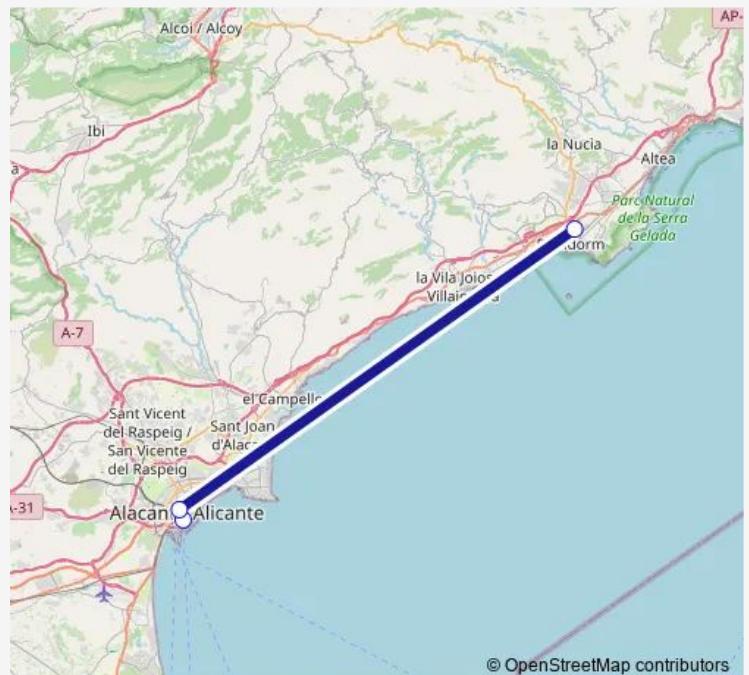 Alcoi / Alcoy
AP-
Ibi
la Nucia
Altea
Parc Natural
de la Serra
Gelada
la Vila Joios
A-7
el Campello
Sant Vicent
del Raspeig /
San Vicente
del Raspeig
Sant Joan
d'Alac
-31
Alacan
Alicante
© OpenStreetMap contributors